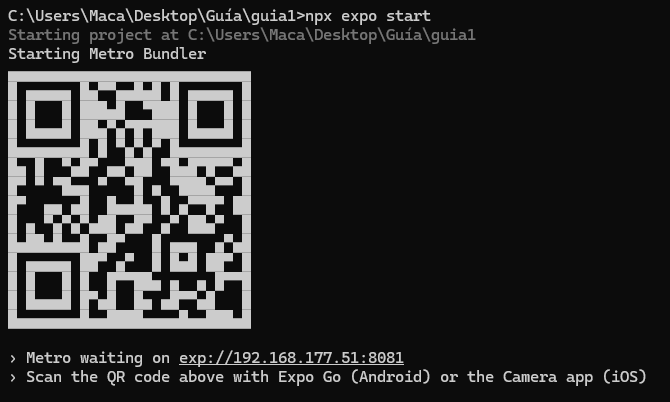 C:\Users\Maca\Desktop\Guía\guia1>npx expo start
Starting project at C:\Users\Maca\Desktop\Guía\guia1
Starting Metro Bundler
› Metro waiting on exp://192.168.177.51:8081
› Scan the QR code above with Expo Go (Android) or the Camera app (iOS)